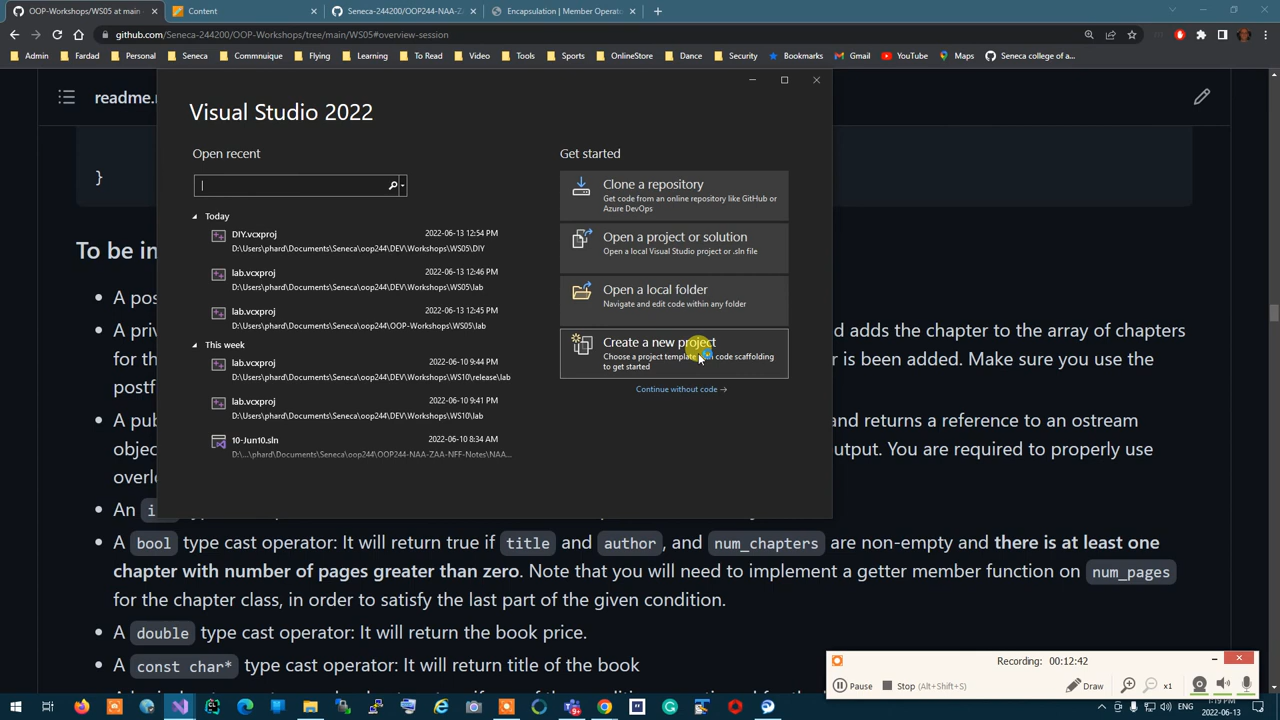 OOP-Workshops/WS05 at main
Content
Seneca-244200/OOP244-NAA-Z
Encapsulation | Member Operato
github.com/Seneca-244200/OOP-Workshops/tree/main/WS05#overview-session
Admin
Fardad
Personal
Seneca
Commnuique
Flying
Learning
To Read
Video
Tools
Sports
OnlineStore
Dance
Security
Bookmarks
Gmail
YouTube
Maps
Seneca college of a...
readme.
}
To be in
A pos
A priv
adds the chapter to the array of chapters
for the
er is been added. Make sure you use the
postf
A pub
and returns a reference to an ostream
objec
utput. You are required to properly use
overlo
An
A bool type cast operator: It will return true if title and author, and num_chapters are non-empty and there is at least one
chapter with number of pages greater than zero. Note that you will need to implement a getter member function on num_pages
for the chapter class, in order to satisfy the last part of the given condition.
A double type cast operator: It will return the book price.
A const char* type cast operator: It will return title of the book
Visual Studio 2022
Open recent
Today
DIY.vcxproj 2022-06-13 12:54 PM
D:\Users\phard\Documents\Seneca\oop244\DEV\Workshops\WS05\DIY
lab.vcxproj 2022-06-13 12:46 PM
D:\Users\phard\Documents\Seneca\oop244\DEV\Workshops\WS05\lab
lab.vcxproj 2022-06-13 12:45 PM
D:\Users\phard\Documents\Seneca\oop244\OOP-Workshops\WS05\lab
This week
lab.vcxproj 2022-06-10 9:44 PM
D:\Users\phard\Documents\Seneca\oop244\DEV\Workshops\WS10\release\lab
lab.vcxproj 2022-06-10 9:41 PM
D:\Users\phard\Documents\Seneca\oop244\DEV\Workshops\WS10\lab
10-Jun10.sln 2022-06-10 8:34 AM
D:\...\phard\Documents\Seneca\oop244\OOP244-NAA-ZAA-NFF-Notes\NAA...
Get started
Clone a repository
Get code from an online repository like GitHub or
Azure DevOps
Open a project or solution
Open a local Visual Studio project or .sln file
Open a local folder
Navigate and edit code within any folder
Create a new project
Choose a project template with code scaffolding
to get started
Continue without code →
Recording: 00:12:42
Pause
Stop (Alt+Shift+S)
Draw
x1
ENG
1:19 PM
2022-06-13